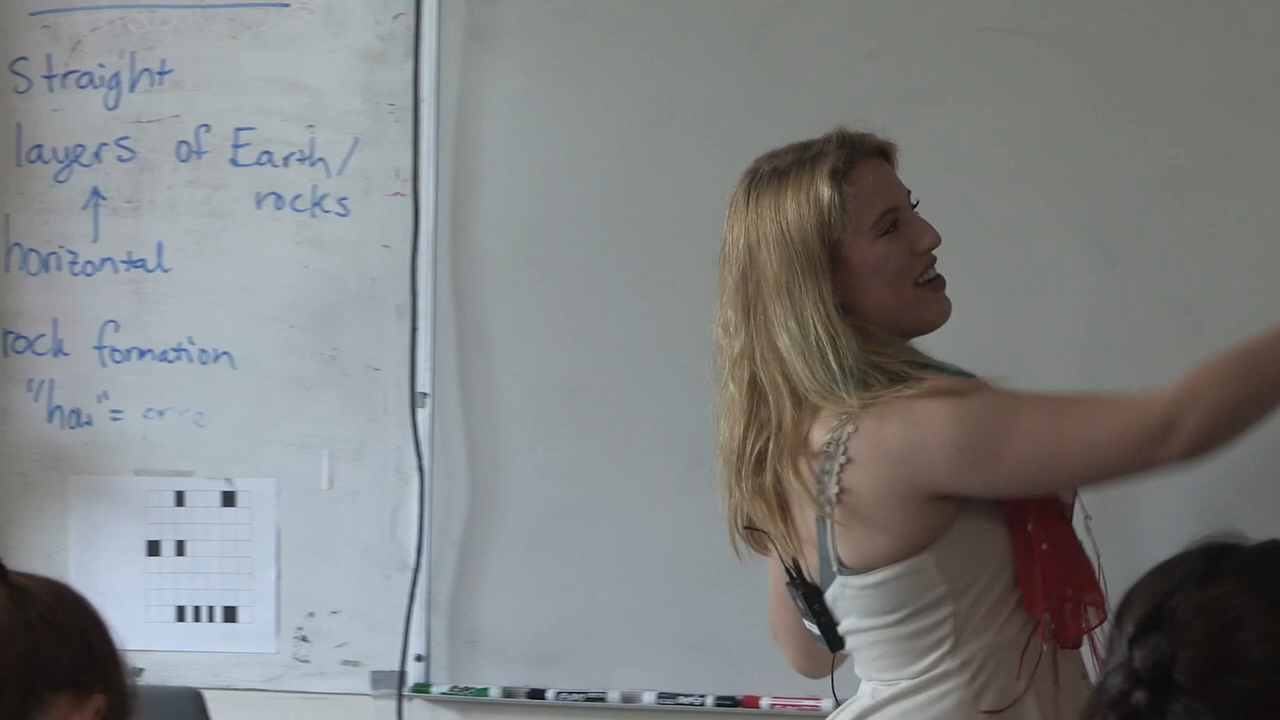 Straight
layers of Earth/
rocks
↑
horizontal
rock formation
"how" =